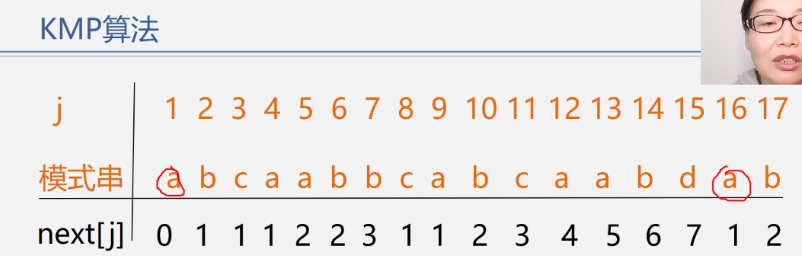 KMP算法
j 1 2 3 4 5 6 7 8 9 10 11 12 13 14 15 16 17
模式串 a b c a a b b c a b c a a b d a b
next[j] 0 1 1 1 2 2 3 1 1 2 3 4 5 6 7 1 2